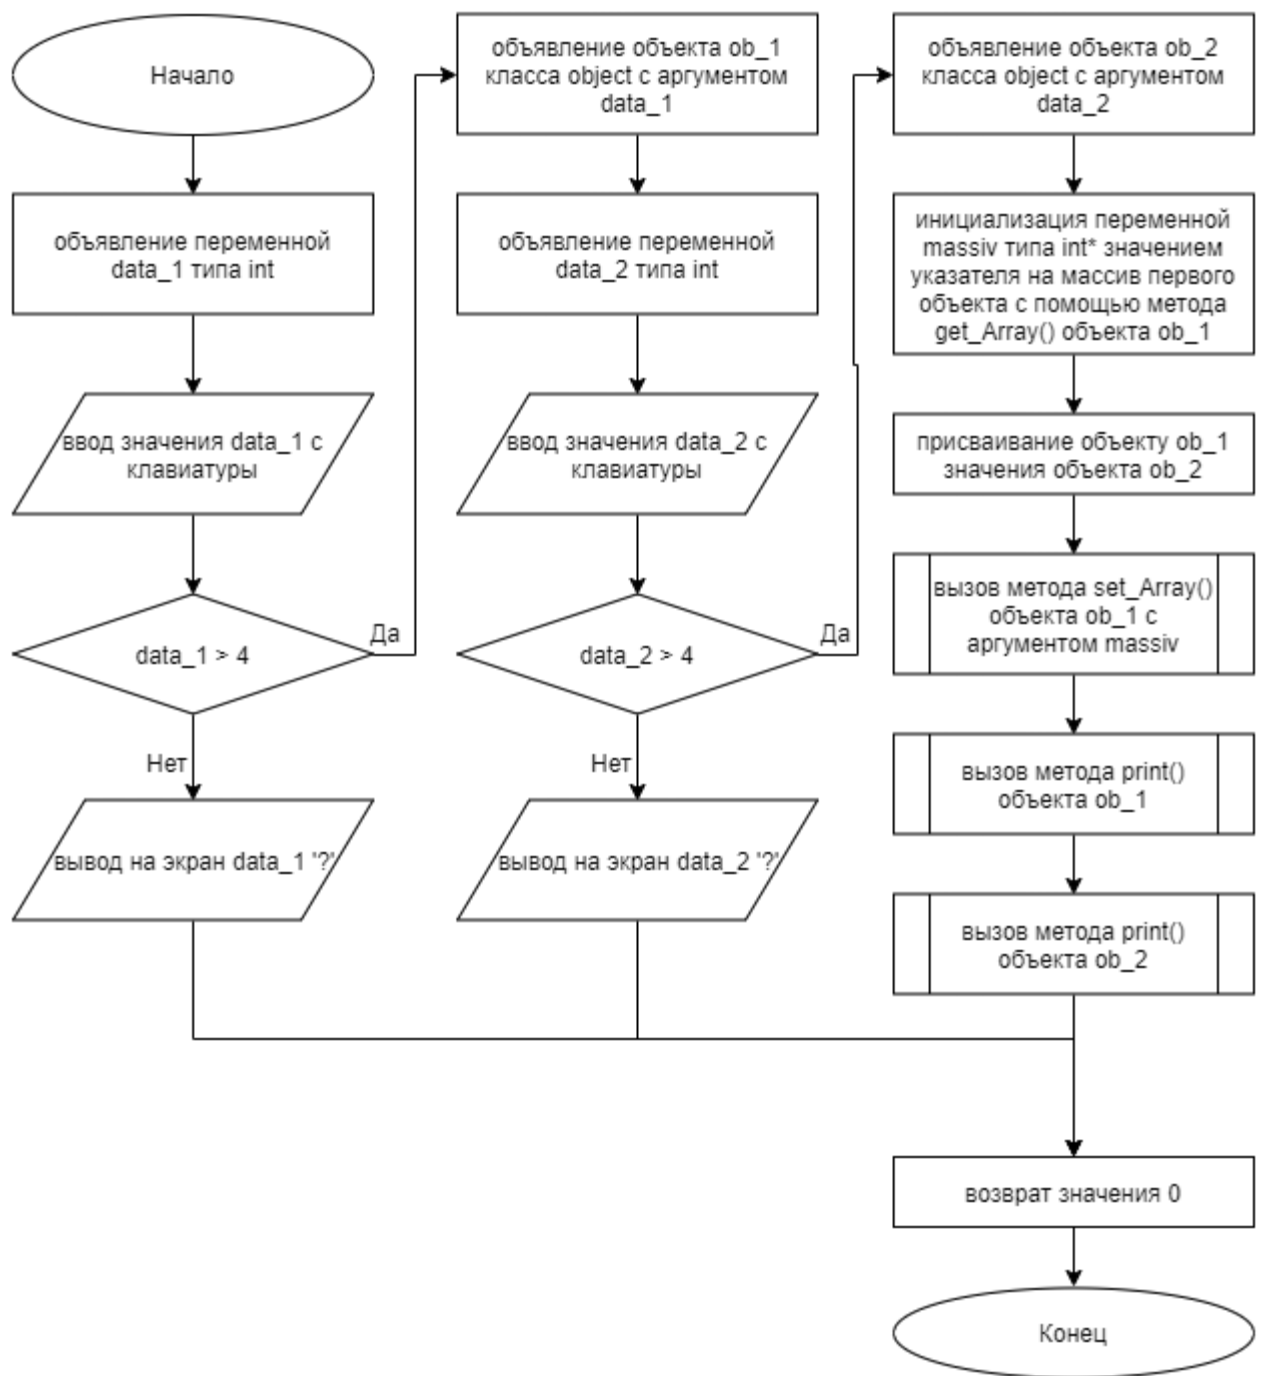 Начало
объявление переменной
data_1 типа int
ввод значения data_1 с
клавиатуры
data_1 > 4
Да
Нет
вывод на экран data_1 '?'
объявление объекта ob_1
класса object с аргументом
data_1
объявление переменной
data_2 типа int
ввод значения data_2 с
клавиатуры
data_2 > 4
Да
Нет
вывод на экран data_2 '?'
объявление объекта ob_2
класса object с аргументом
data_2
инициализация переменной
massiv типа int* значением
указателя на массив первого
объекта с помощью метода
get_Array() объекта ob_1
присваивание объекту ob_1
значения объекта ob_2
вызов метода set_Array()
объекта ob_1 с
аргументом massiv
вызов метода print()
объекта ob_1
вызов метода print()
объекта ob_2
возврат значения 0
Конец